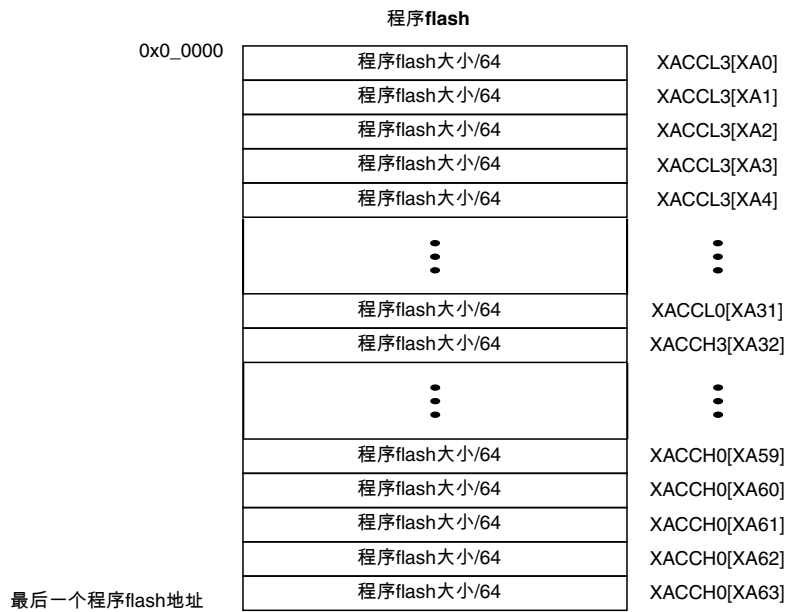 程序flash
0x0_0000
程序flash大小/64 XACCL3[XA0]
程序flash大小/64 XACCL3[XA1]
程序flash大小/64 XACCL3[XA2]
程序flash大小/64 XACCL3[XA3]
程序flash大小/64 XACCL3[XA4]
程序flash大小/64 XACCL0[XA31]
程序flash大小/64 XACCH3[XA32]
程序flash大小/64 XACCH0[XA59]
程序flash大小/64 XACCH0[XA60]
程序flash大小/64 XACCH0[XA61]
程序flash大小/64 XACCH0[XA62]
程序flash大小/64 XACCH0[XA63]
最后一个程序flash地址